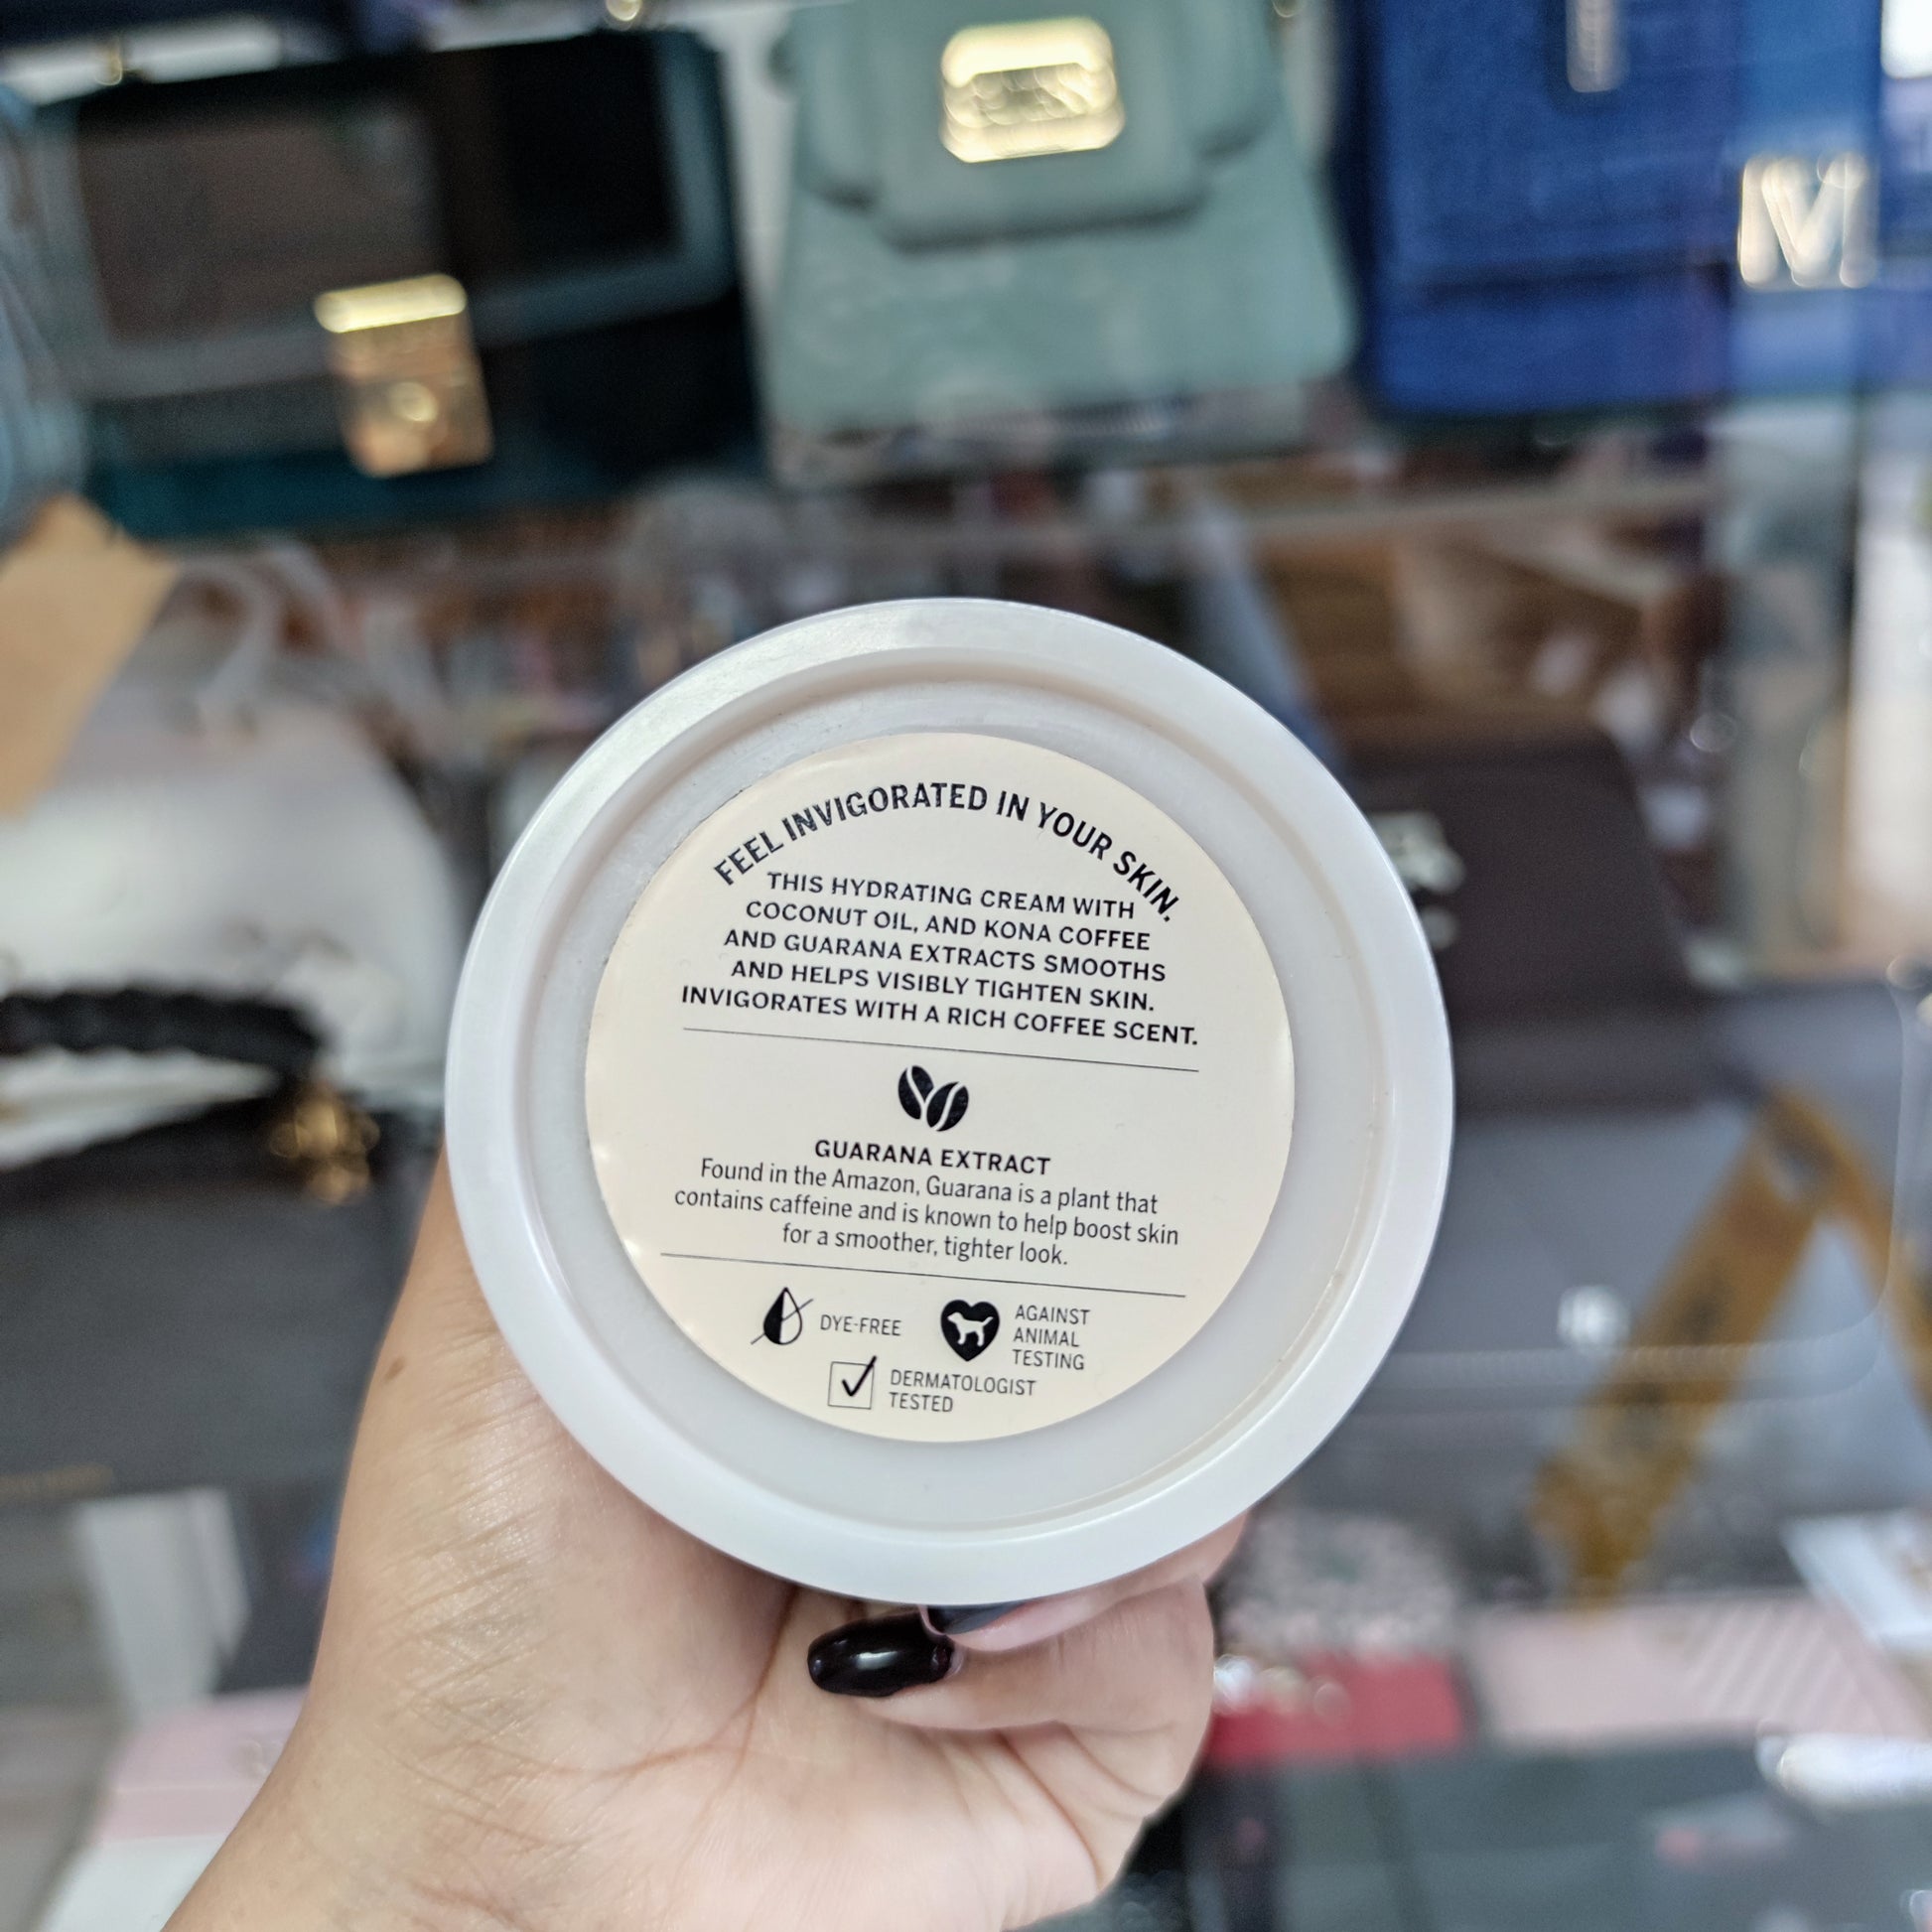 FEEL INVIGORATED IN YOUR SKIN.
THIS HYDRATING CREAM WITH
COCONUT OIL, AND KONA COFFEE
AND GUARANA EXTRACTS SMOOTHS
AND HELPS VISIBLY TIGHTEN SKIN.
INVIGORATES WITH A RICH COFFEE SCENT.
GUARANA EXTRACT
Found in the Amazon, Guarana is a plant that
contains caffeine and is known to help boost skin
for a smoother, tighter look.
DYE-FREE
AGAINST
ANIMAL
TESTING
DERMATOLOGIST
TESTED